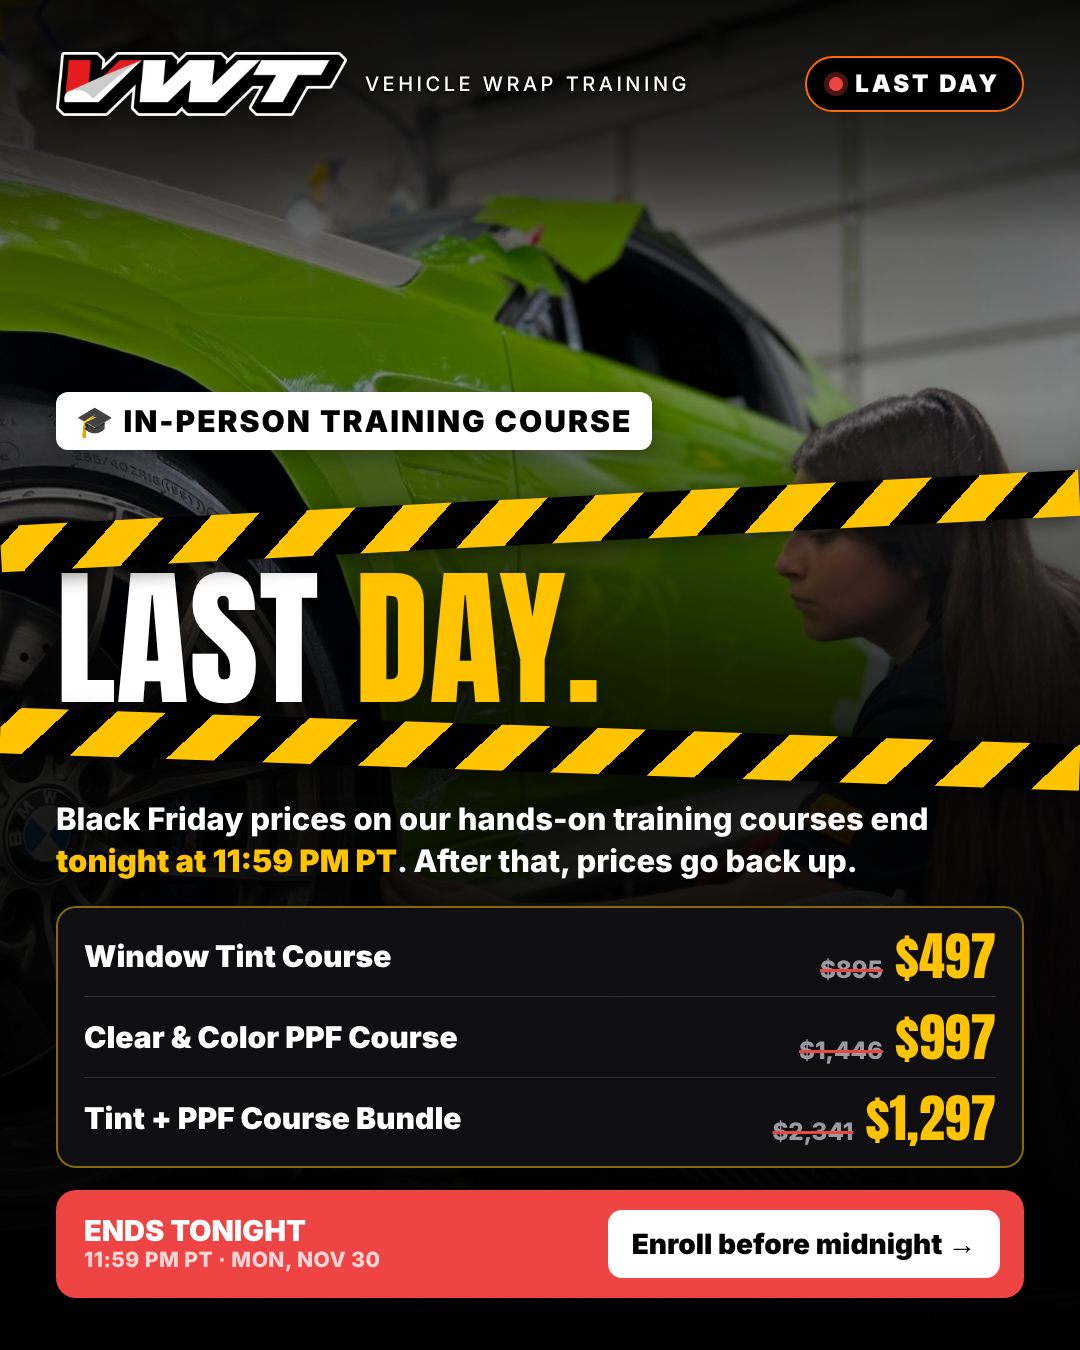 VWT
VEHICLE WRAP TRAINING
LAST DAY
🎓 IN-PERSON TRAINING COURSE
255/40ZR18
LAST DAY.
BMW
Black Friday prices on our hands-on training courses end
tonight at 11:59 PM PT. After that, prices go back up.
Window Tint Course
$895 $497
Clear & Color PPF Course
$1,446 $997
Tint + PPF Course Bundle
$2,341 $1,297
ENDS TONIGHT
11:59 PM PT · MON, NOV 30
Enroll before midnight →